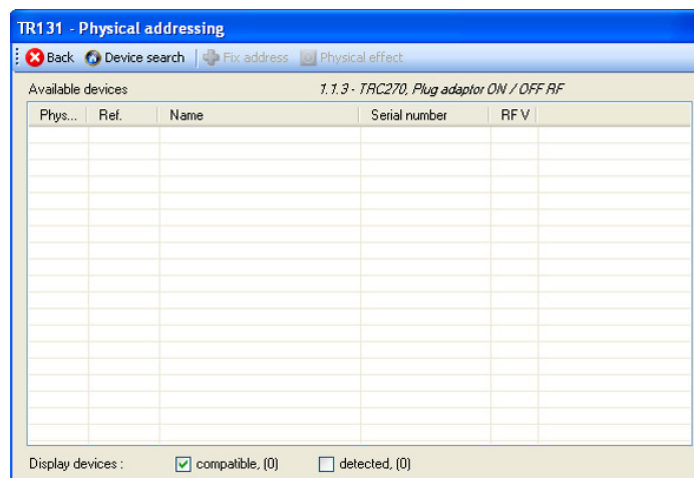 TR131 - Physical addressing
Back Device search Fix address Physical effect
Available devices 1.1.3 - TRC270, Plug adaptor ON / OFF RF
Phys... Ref. Name Serial number RF V
Display devices : compatible, (0) detected, (0)